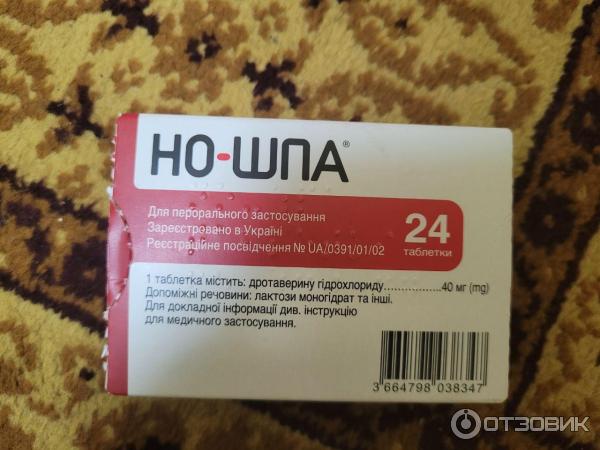 НО-ШПА®
Для перорального застосування
Зареєстровано в Україні
Реєстраційне посвідчення № UA/0391/01/02
24
таблетки
1 таблетка містить: дротаверину гідрохлориду................40 мг (mg)
Допоміжні речовини: лактози моногідрат та інші.
Для докладної інформації див. інструкцію
для медичного застосування.
3 664798 038347
ОТЗОВИК